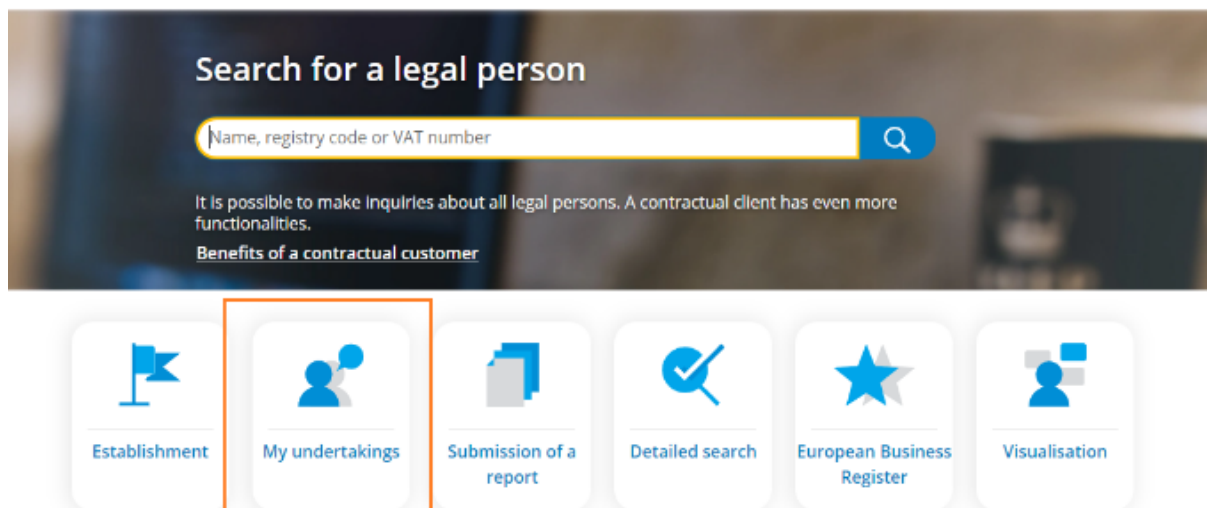 Search for a legal person
Name, registry code or VAT number
It is possible to make inquiries about all legal persons. A contractual client has even more
functionalities.
Benefits of a contractual customer
Establishment
My undertakings
Submission of a
report
Detailed search
European Business
Register
Visualisation